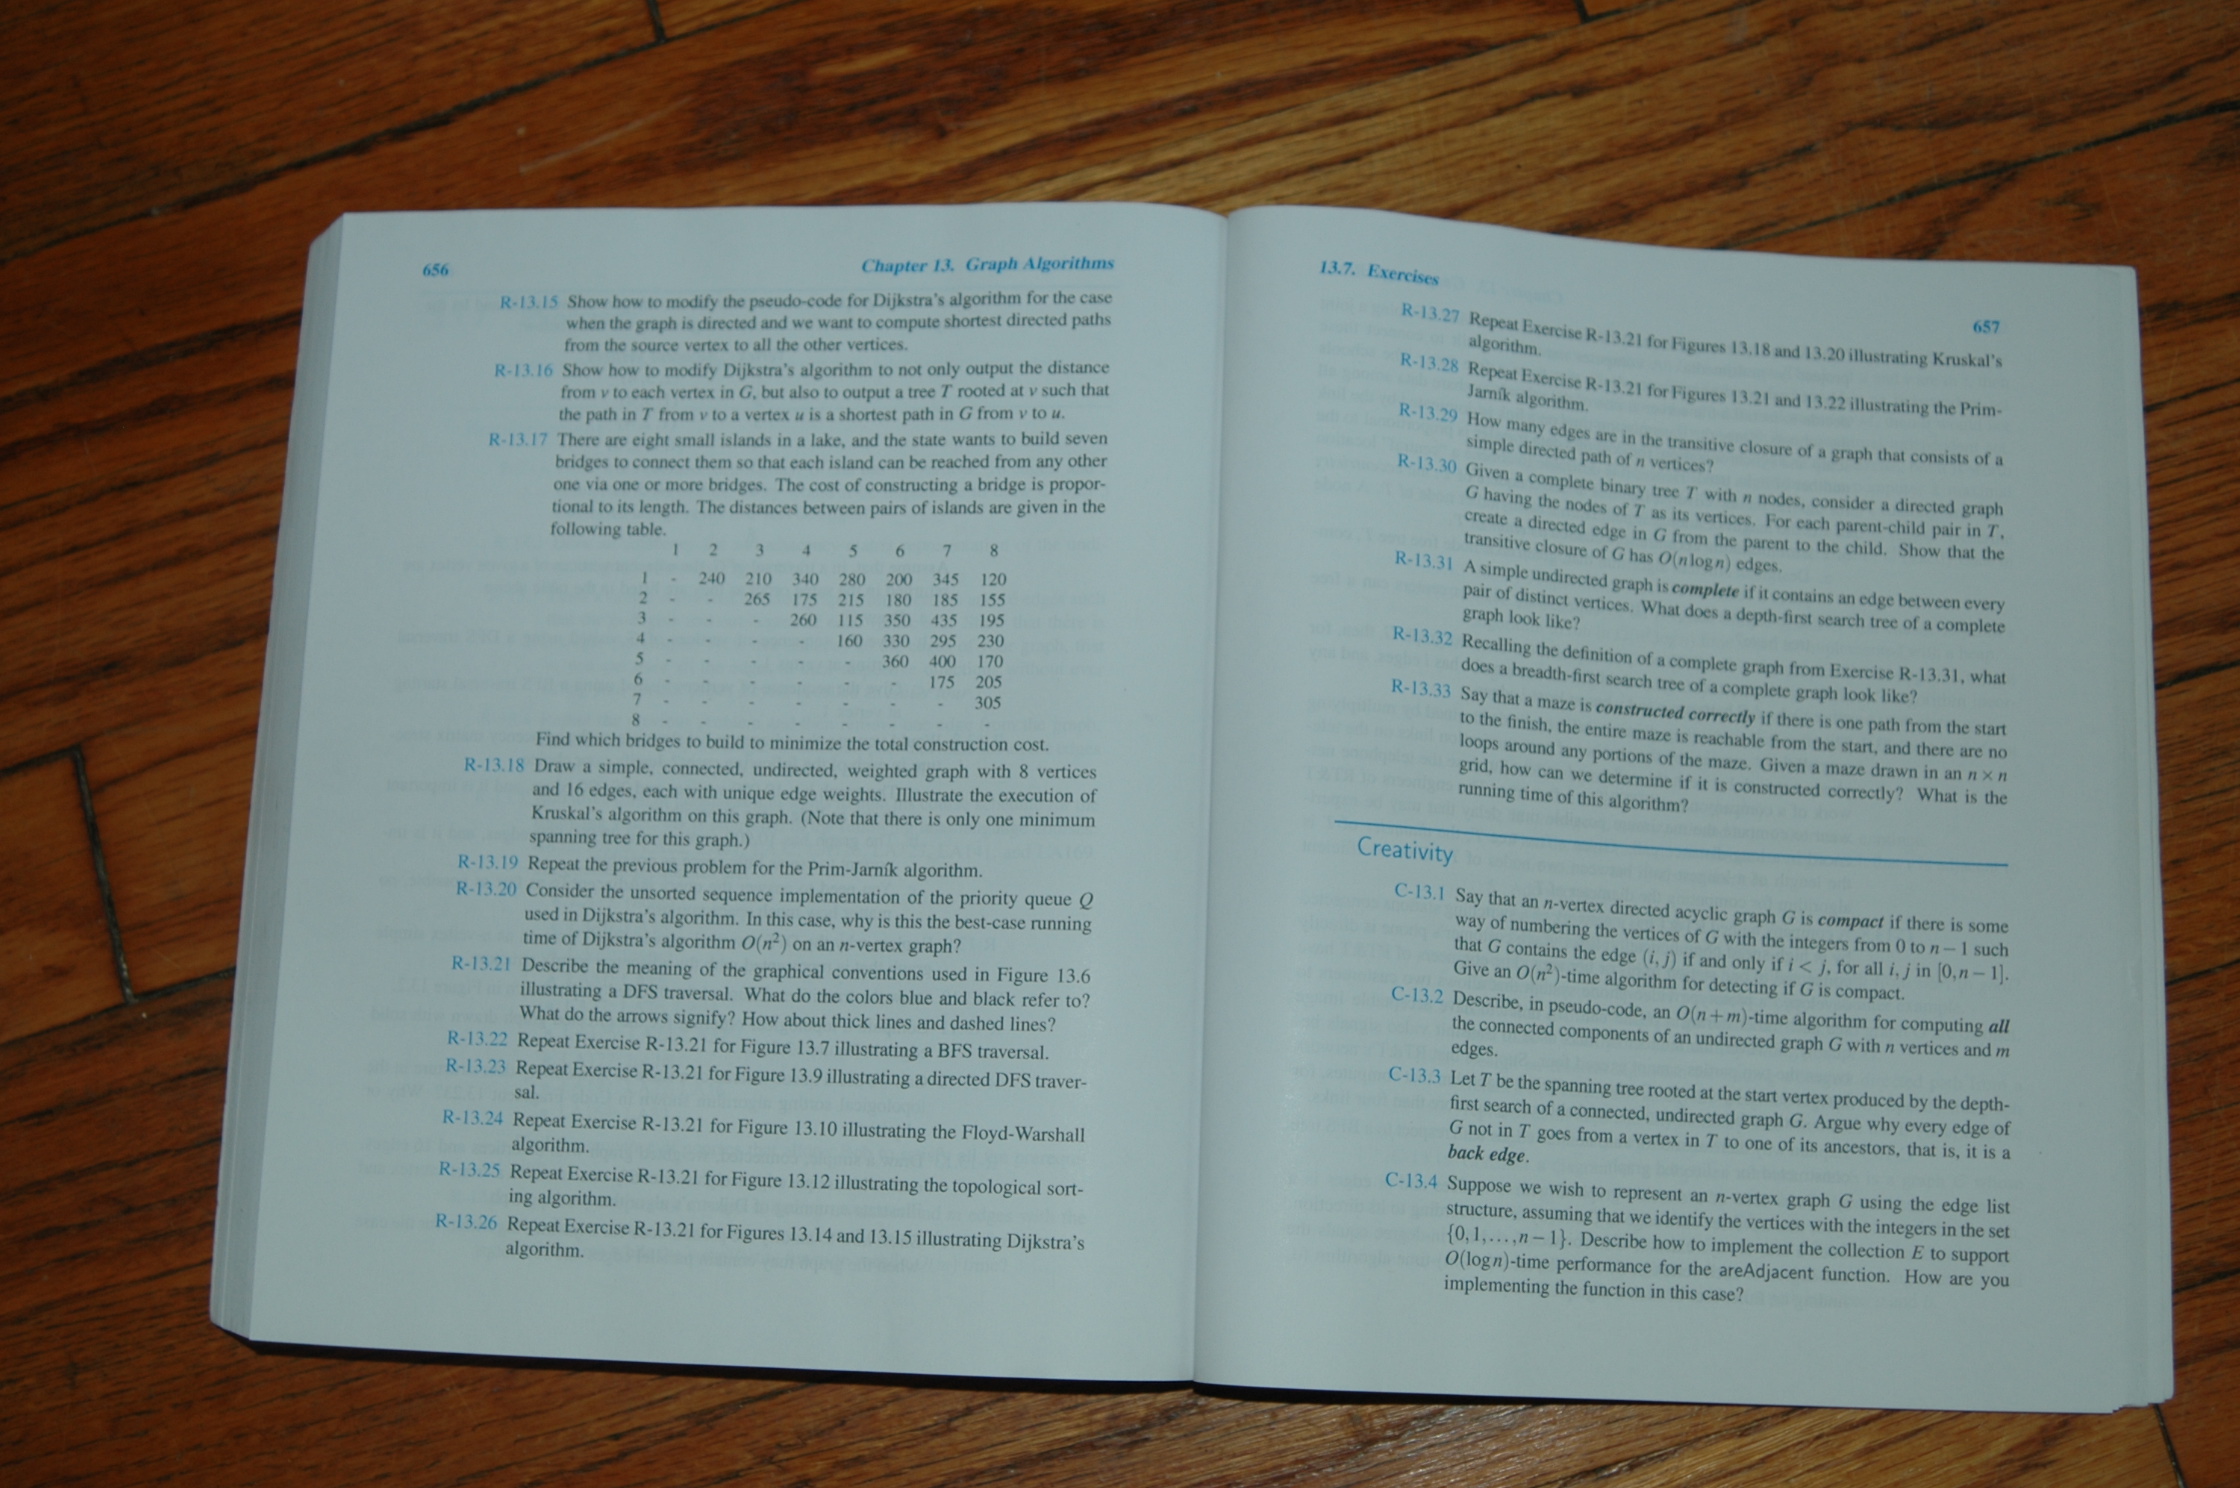 656 Chapter 13. Graph Algorithms
R-13.15 Show how to modify the pseudo-code for Dijkstra's algorithm for the case
when the graph is directed and we want to compute shortest directed paths
from the source vertex to all the other vertices.
R-13.16 Show how to modify Dijkstra's algorithm to not only output the distance
from v to each vertex in G, but also to output a tree T rooted at v such that
the path in T from v to a vertex u is a shortest path in G from v to u.
R-13.17 There are eight small islands in a lake, and the state wants to build seven
bridges to connect them so that each island can be reached from any other
one via one or more bridges. The cost of constructing a bridge is propor-
tional to its length. The distances between pairs of islands are given in the
following table.
1 2 3 4 5 6 7 8
1 - 240 210 340 280 200 345 120
2 - - 265 175 215 180 185 155
3 - - - 260 115 350 435 195
4 - - - - 160 330 295 230
5 - - - - - 360 400 170
6 - - - - - - 175 205
7 - - - - - - - 305
8 - - - - - - - -
Find which bridges to build to minimize the total construction cost.
R-13.18 Draw a simple, connected, undirected, weighted graph with 8 vertices
and 16 edges, each with unique edge weights. Illustrate the execution of
Kruskal's algorithm on this graph. (Note that there is only one minimum
spanning tree for this graph.)
R-13.19 Repeat the previous problem for the Prim-Jarník algorithm.
R-13.20 Consider the unsorted sequence implementation of the priority queue Q
used in Dijkstra's algorithm. In this case, why is this the best-case running
time of Dijkstra's algorithm O(n²) on an n-vertex graph?
R-13.21 Describe the meaning of the graphical conventions used in Figure 13.6
illustrating a DFS traversal. What do the colors blue and black refer to?
What do the arrows signify? How about thick lines and dashed lines?
R-13.22 Repeat Exercise R-13.21 for Figure 13.7 illustrating a BFS traversal.
R-13.23 Repeat Exercise R-13.21 for Figure 13.9 illustrating a directed DFS traver-
sal.
R-13.24 Repeat Exercise R-13.21 for Figure 13.10 illustrating the Floyd-Warshall
algorithm.
R-13.25 Repeat Exercise R-13.21 for Figure 13.12 illustrating the topological sort-
ing algorithm.
R-13.26 Repeat Exercise R-13.21 for Figures 13.14 and 13.15 illustrating Dijkstra's
algorithm.
13.7. Exercises 657
R-13.27 Repeat Exercise R-13.21 for Figures 13.18 and 13.20 illustrating Kruskal's
algorithm.
R-13.28 Repeat Exercise R-13.21 for Figures 13.21 and 13.22 illustrating the Prim-
Jarník algorithm.
R-13.29 How many edges are in the transitive closure of a graph that consists of a
simple directed path of n vertices?
R-13.30 Given a complete binary tree T with n nodes, consider a directed graph
G having the nodes of T as its vertices. For each parent-child pair in T,
create a directed edge in G from the parent to the child. Show that the
transitive closure of G has O(n log n) edges.
R-13.31 A simple undirected graph is complete if it contains an edge between every
pair of distinct vertices. What does a depth-first search tree of a complete
graph look like?
R-13.32 Recalling the definition of a complete graph from Exercise R-13.31, what
does a breadth-first search tree of a complete graph look like?
R-13.33 Say that a maze is constructed correctly if there is one path from the start
to the finish, the entire maze is reachable from the start, and there are no
loops around any portions of the maze. Given a maze drawn in an n × n
grid, how can we determine if it is constructed correctly? What is the
running time of this algorithm?
Creativity
C-13.1 Say that an n-vertex directed acyclic graph G is compact if there is some
way of numbering the vertices of G with the integers from 0 to n − 1 such
that G contains the edge (i, j) if and only if i < j, for all i, j in [0, n − 1].
Give an O(n²)-time algorithm for detecting if G is compact.
C-13.2 Describe, in pseudo-code, an O(n + m)-time algorithm for computing all
the connected components of an undirected graph G with n vertices and m
edges.
C-13.3 Let T be the spanning tree rooted at the start vertex produced by the depth-
first search of a connected, undirected graph G. Argue why every edge of
G not in T goes from a vertex in T to one of its ancestors, that is, it is a
back edge.
C-13.4 Suppose we wish to represent an n-vertex graph G using the edge list
structure, assuming that we identify the vertices with the integers in the set
{0, 1, . . . , n − 1}. Describe how to implement the collection E to support
O(log n)-time performance for the areAdjacent function. How are you
implementing the function in this case?